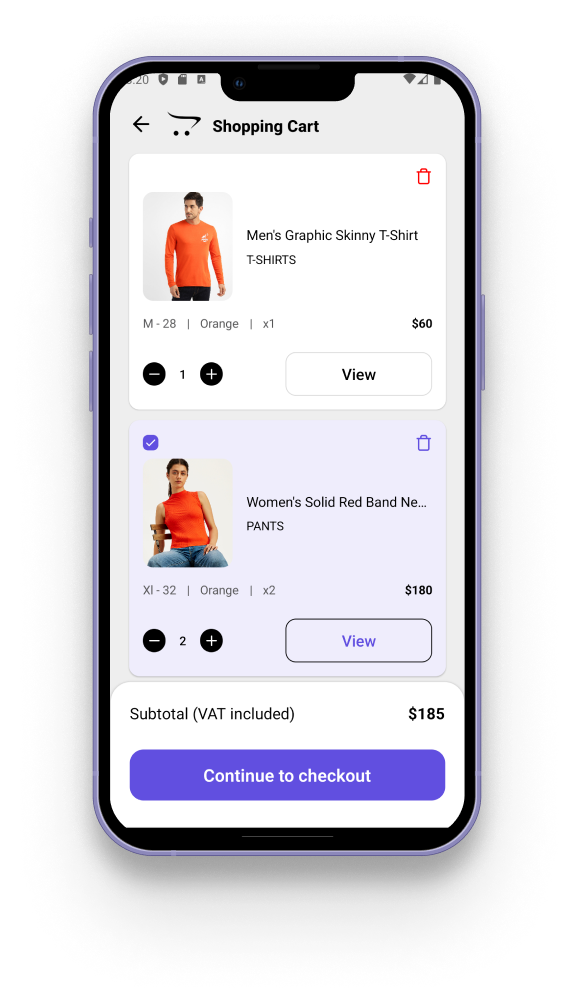 :20
Shopping Cart
Men's Graphic Skinny T-Shirt
T-SHIRTS
M - 28 | Orange | x1 $60
1 View
Women's Solid Red Band Ne...
PANTS
Xl - 32 | Orange | x2 $180
2 View
Subtotal (VAT included) $185
Continue to checkout